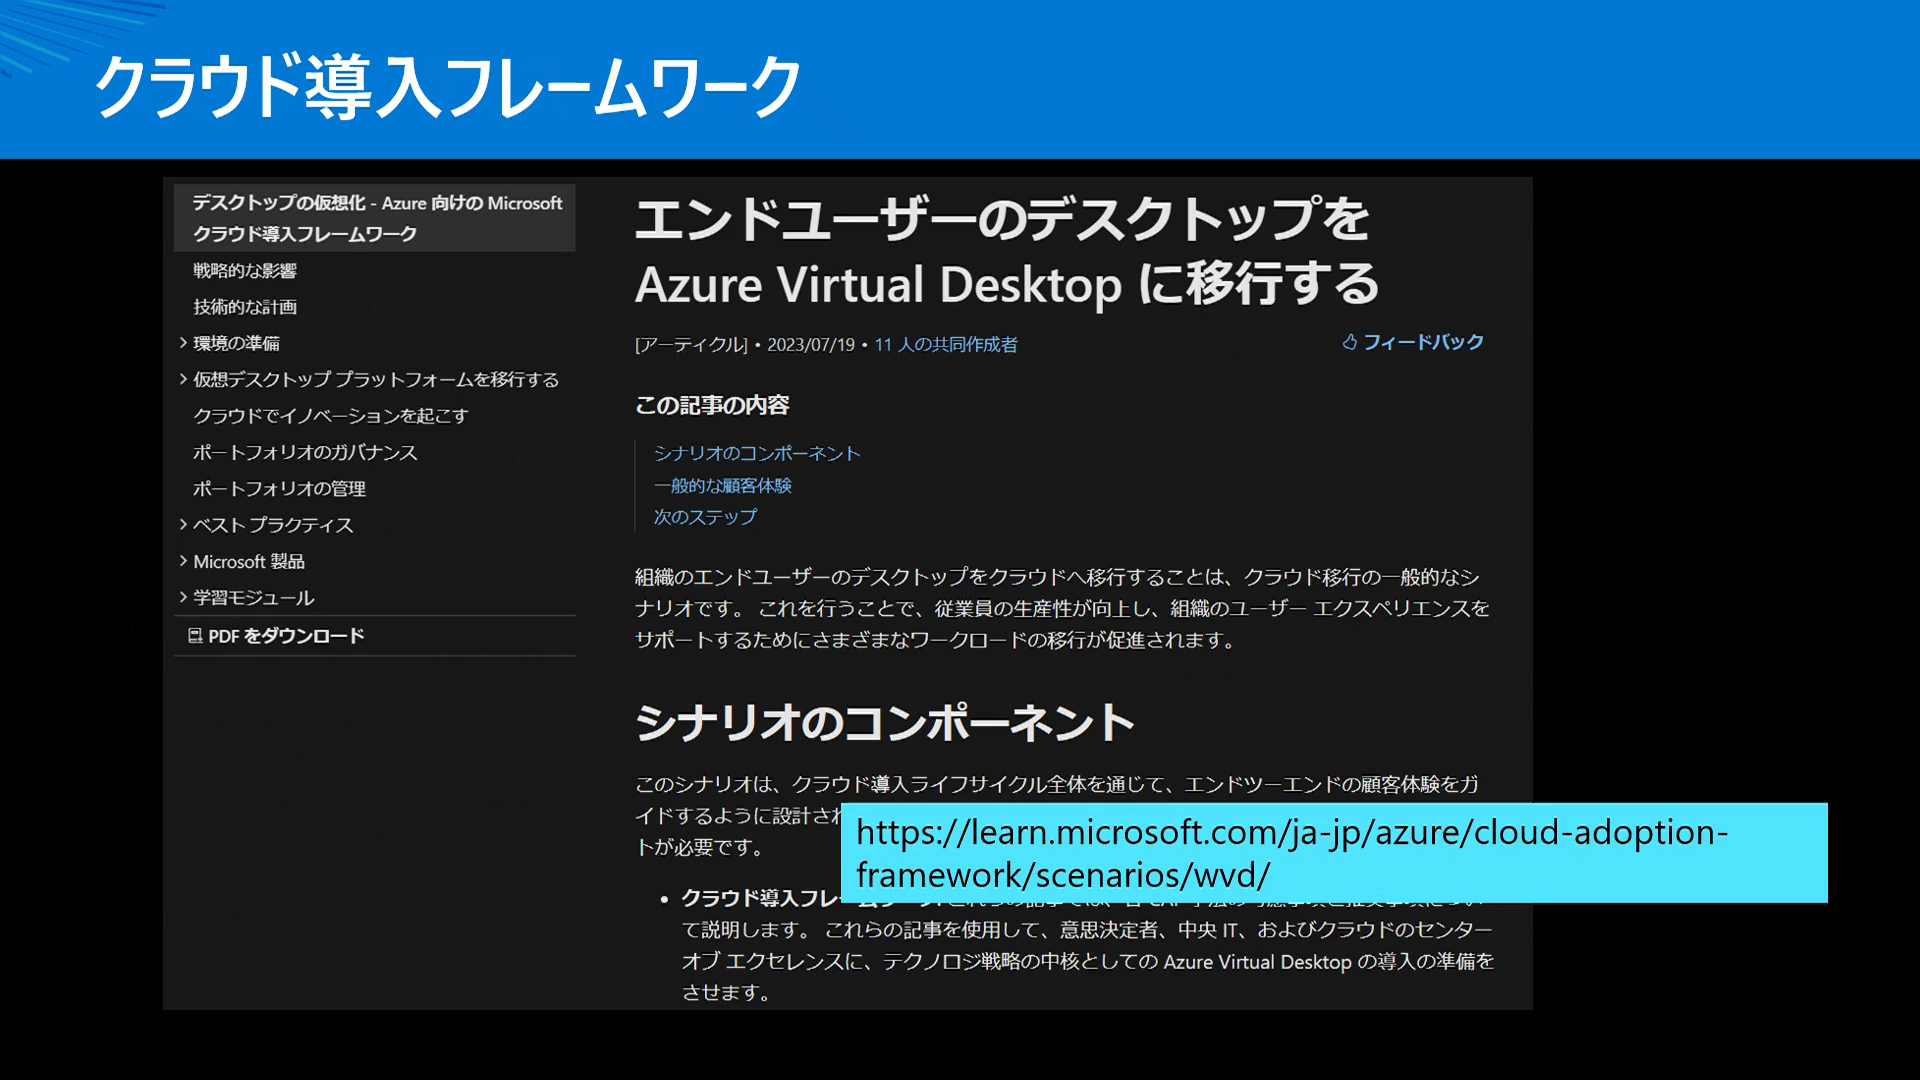 クラウド導入フレームワーク
デスクトップの仮想化 - Azure 向けの Microsoft
クラウド導入フレームワーク
戦略的な影響
技術的な計画
環境の準備
仮想デスクトップ プラットフォームを移行する
クラウドでイノベーションを起こす
ポートフォリオのガバナンス
ポートフォリオの管理
ベスト プラクティス
Microsoft 製品
学習モジュール
PDF をダウンロード
エンドユーザーのデスクトップを
Azure Virtual Desktop に移行する
[アーティクル] • 2023/07/19 • 11 人の共同作成者
フィードバック
この記事の内容
シナリオのコンポーネント
一般的な顧客体験
次のステップ
組織のエンドユーザーのデスクトップをクラウドへ移行することは、クラウド移行の一般的なシ
ナリオです。 これを行うことで、従業員の生産性が向上し、組織のユーザー エクスペリエンスを
サポートするためにさまざまなワークロードの移行が促進されます。
シナリオのコンポーネント
このシナリオは、クラウド導入ライフサイクル全体を通じて、エンドツーエンドの顧客体験をガ
イドするように設計され
トが必要です。
https://learn.microsoft.com/ja-jp/azure/cloud-adoption-
framework/scenarios/wvd/
• クラウド導入フレー
て説明します。 これらの記事を使用して、意思決定者、中央 IT、およびクラウドのセンター
オブ エクセレンスに、テクノロジ戦略の中核としての Azure Virtual Desktop の導入の準備を
させます。